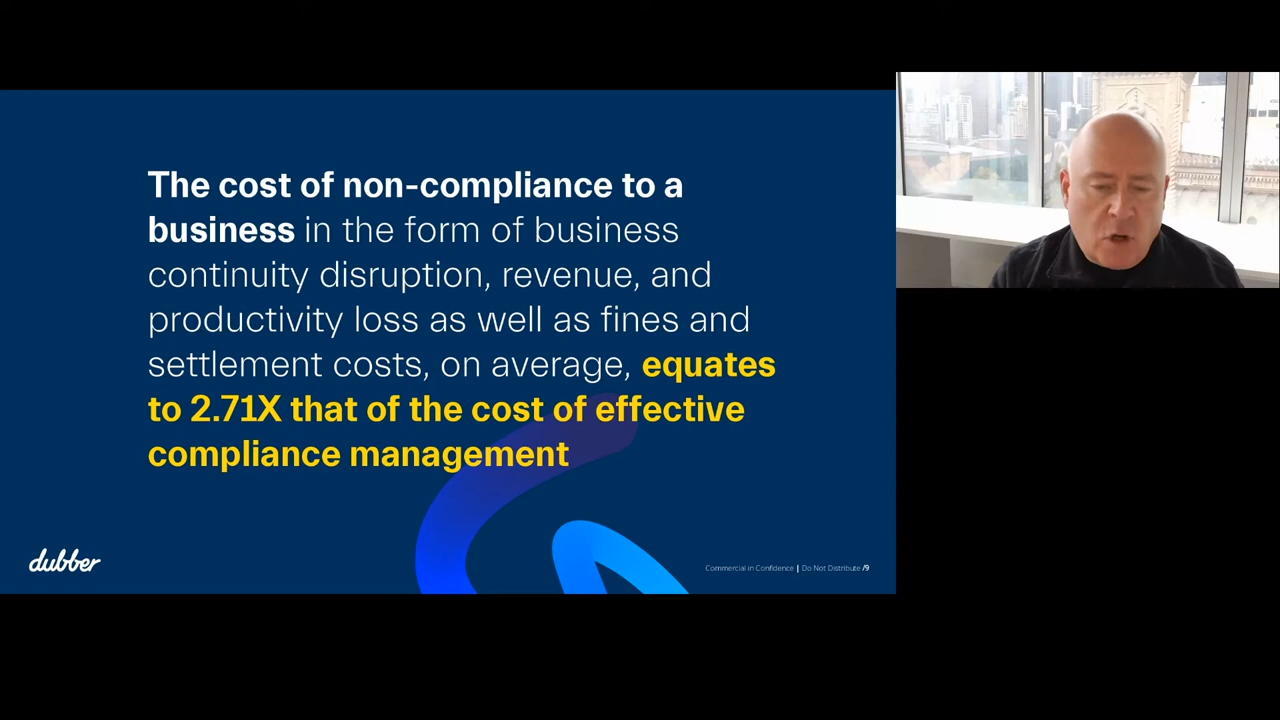 The cost of non-compliance to a
business in the form of business
continuity disruption, revenue, and
productivity loss as well as fines and
settlement costs, on average, equates
to 2.71X that of the cost of effective
compliance management
dubber
Commercial in Confidence | Do Not Distribute /9